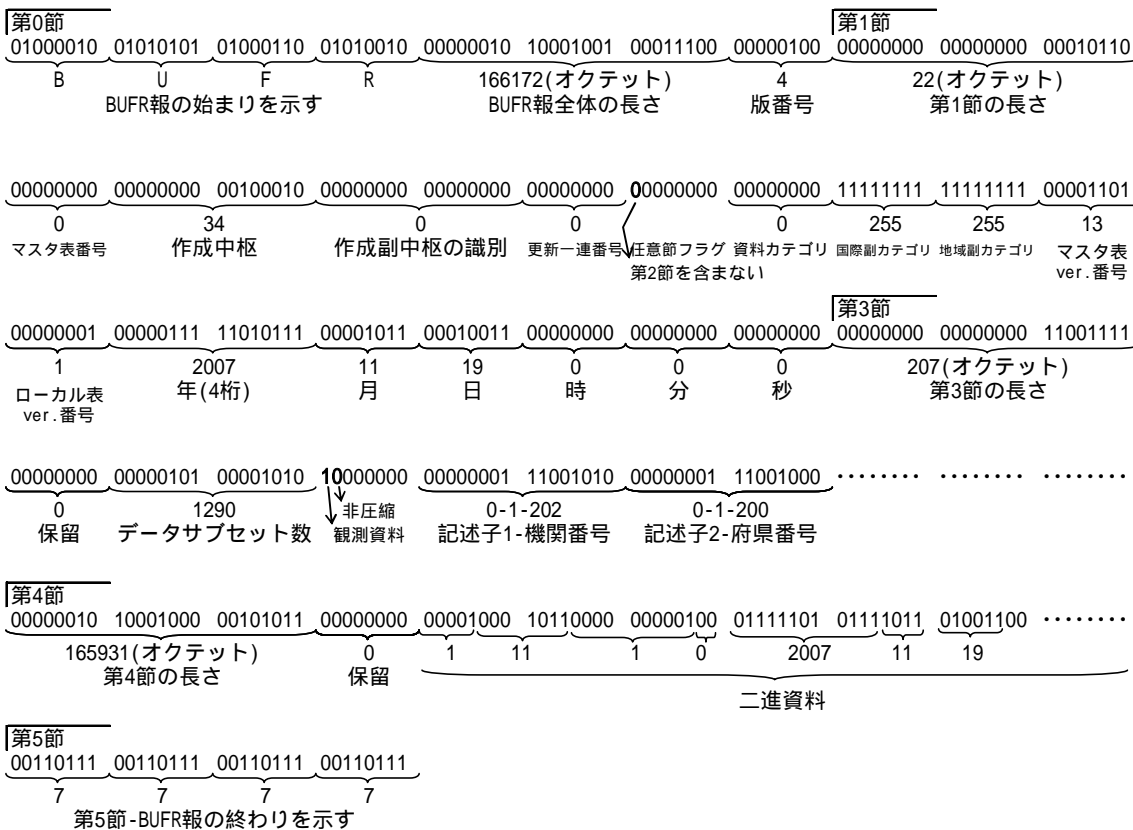 第0節 第1節
01000010 01010101 01000110 01010010 00000010 10001001 00011100 00000100 00000000 00000000 00010110
B U F R 166172(オクテット) 4 22(オクテット)
BUFR報の始まりを示す BUFR報全体の長さ 版番号 第1節の長さ
00000000 00000000 00100010 00000000 00000000 00000000 00000000 00000000 11111111 11111111 00001101
0 34 0 0 0 255 255 13
マスタ表番号 作成中枢 作成副中枢の識別 更新一連番号 任意節フラグ 資料カテゴリ 国際副カテゴリ 地域副カテゴリ マスタ表
第2節を含まない ver.番号
第3節
00000001 00000111 11010111 00001011 00010011 00000000 00000000 00000000 00000000 00000000 11001111
1 2007 11 19 0 0 0 207(オクテット)
ローカル表 年(4桁) 月 日 時 分 秒 第3節の長さ
ver.番号
00000000 00000101 00001010 10000000 00000001 11001010 00000001 11001000 ········ ········ ········
0 1290 非圧縮 0-1-202 0-1-200
保留 データサブセット数 観測資料 記述子1-機関番号 記述子2-府県番号
第4節
00000010 10001000 00101011 00000000 00001000 10110000 00000100 01111101 01111011 01001100 ········
165931(オクテット) 0 1 11 1 0 2007 11 19
第4節の長さ 保留
二進資料
第5節
00110111 00110111 00110111 00110111
7 7 7 7
第5節-BUFR報の終わりを示す